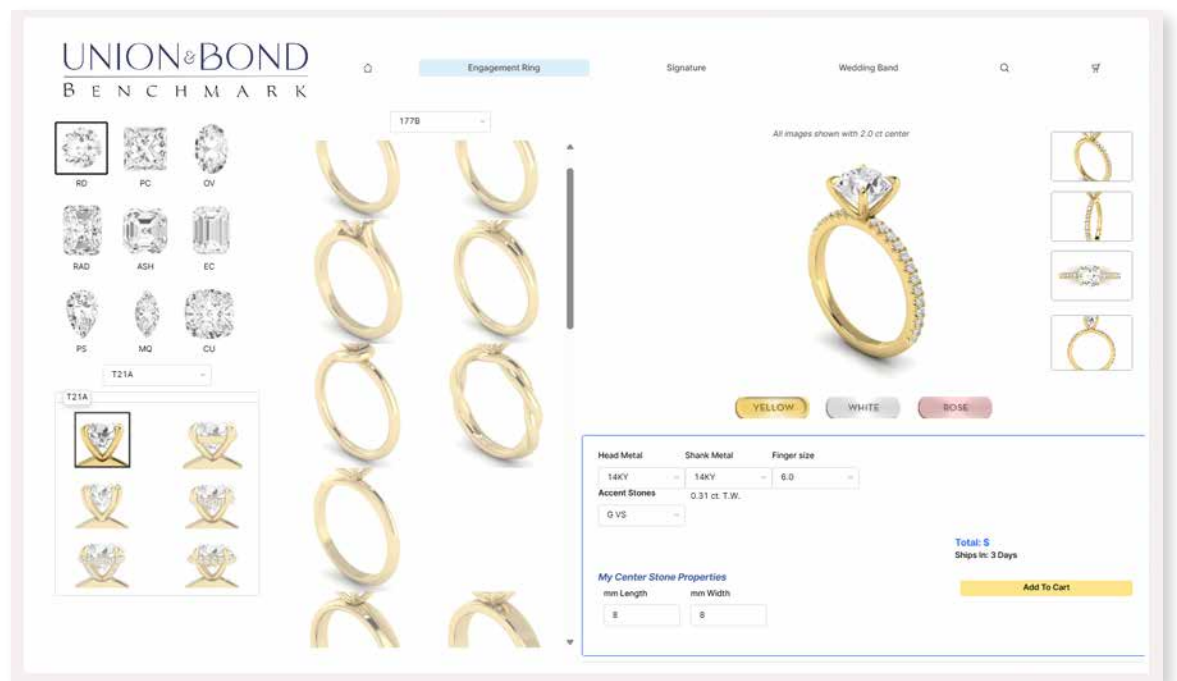 UNION&BOND
BENCHMARK
Engagement Ring
Signature
Wedding Band
RD
PC
OV
RAD
ASH
EC
PS
MQ
CU
T21A
T21A
177B
All images shown with 2.0 ct center
YELLOW
WHITE
ROSE
Head Metal
Shank Metal
Finger size
14KY
14KY
6.0
Accent Stones
0.31 ct. T.W.
G VS
Total: $
Ships In: 3 Days
My Center Stone Properties
mm Length
mm Width
8
8
Add To Cart